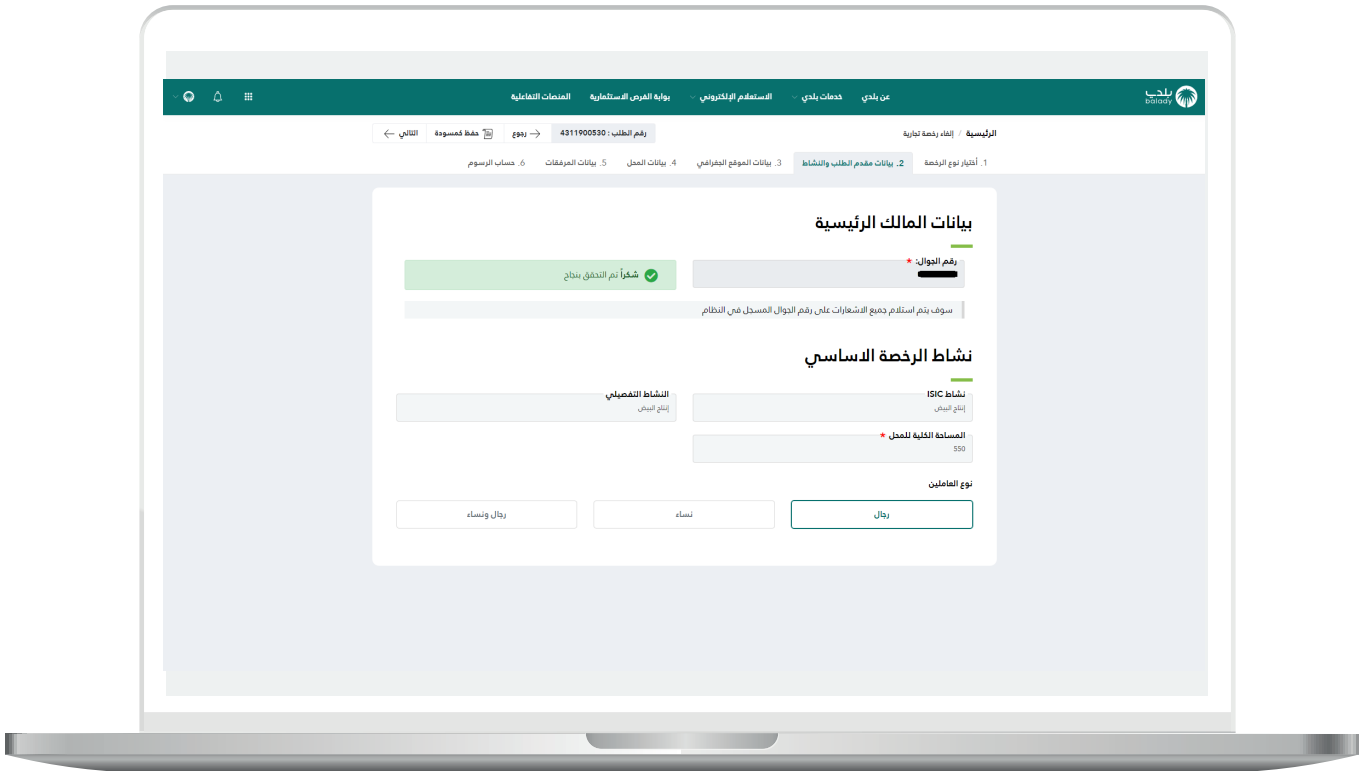 بلدي
balady
عن بلدي خدمات بلدي الاستعلام الإلكتروني بوابة الفرص الاستثمارية المنصات التفاعلية
الرئيسية / إلغاء رخصة تجارية
رقم الطلب : 4311900530 رجوع حفظ كمسودة التالي
1. أختيار نوع الرخصة 2. بيانات مقدم الطلب والنشاط 3. بيانات الموقع الجغرافي 4. بيانات المحل 5. بيانات المرفقات 6. حساب الرسوم
بيانات المالك الرئيسية
رقم الجوال: *
شكراً تم التحقق بنجاح
سوف يتم استلام جميع الاشعارات على رقم الجوال المسجل في النظام
نشاط الرخصة الاساسي
نشاط ISIC النشاط التفصيلي
إنتاج البيض إنتاج البيض
المساحة الكلية للمحل *
550
نوع العاملين
رجال نساء رجال ونساء